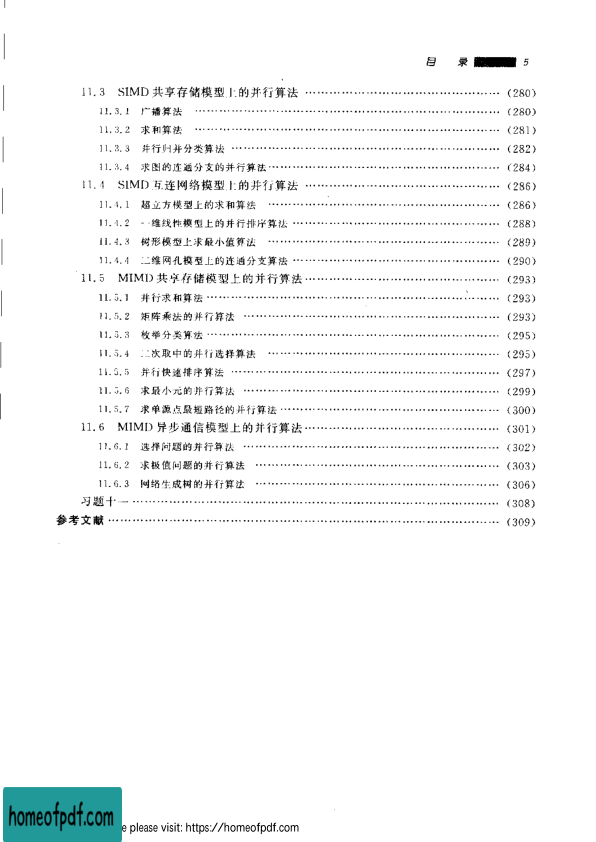 目 录 5
11.3 SIMD共享存储模型上的并行算法 ……………………………………… (280)
11.3.1 广播算法 ……………………………………… (280)
11.3.2 求和算法 ……………………………………… (281)
11.3.3 并行归并分类算法 ……………………………………… (282)
11.3.4 求图的连通分支的并行算法 ……………………………………… (284)
11.4 SIMD互连网络模型上的并行算法 ……………………………………… (286)
11.4.1 超立方模型上的求和算法 ……………………………………… (286)
11.4.2 一维线性模型上的并行排序算法 ……………………………………… (288)
11.4.3 树形模型上求最小值算法 ……………………………………… (289)
11.4.4 二维网孔模型上的连通分支算法 ……………………………………… (290)
11.5 MIMD共享存储模型上的并行算法 ……………………………………… (293)
11.5.1 并行求和算法 ……………………………………… (293)
11.5.2 矩阵乘法的并行算法 ……………………………………… (293)
11.5.3 枚举分类算法 ……………………………………… (295)
11.5.4 二次取中的并行选择算法 ……………………………………… (295)
11.5.5 并行快速排序算法 ……………………………………… (297)
11.5.6 求最小元的并行算法 ……………………………………… (299)
11.5.7 求单源点最短路径的并行算法 ……………………………………… (300)
11.6 MIMD异步通信模型上的并行算法 ……………………………………… (301)
11.6.1 选择问题的并行算法 ……………………………………… (302)
11.6.2 求极值问题的并行算法 ……………………………………… (303)
11.6.3 网络生成树的并行算法 ……………………………………… (306)
习题十一 ……………………………………… (308)
参考文献 ……………………………………… (309)
homeofpdf.com
e please visit: https://homeofpdf.com